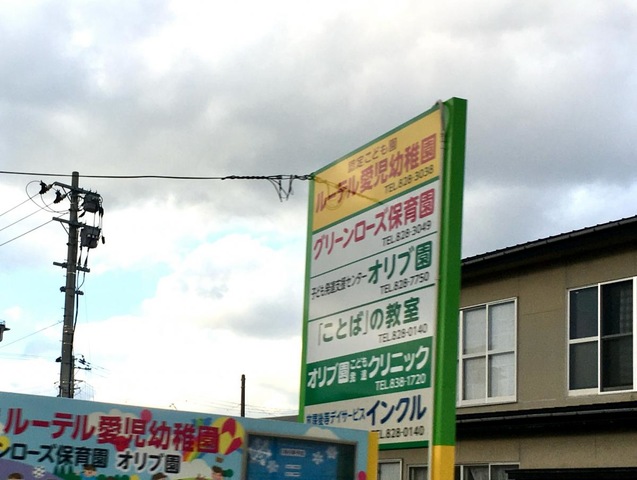 認定こども園
ルーテル愛児幼稚園
TEL.828-3038
グリーンローズ保育園
TEL.828-3049
子ども発達支援センターオリブ園
TEL.828-7750
「ことば」の教室
TEL.828-0140
オリブ園こども発達クリニック
TEL.838-1720
放課後等デイサービスインクル
TEL.828-0140
ルーテル愛児幼稚園
ンローズ保育園 オリブ園